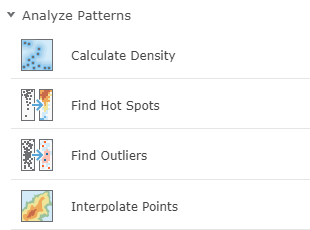 Analyze Patterns
Calculate Density
Find Hot Spots
Find Outliers
Interpolate Points